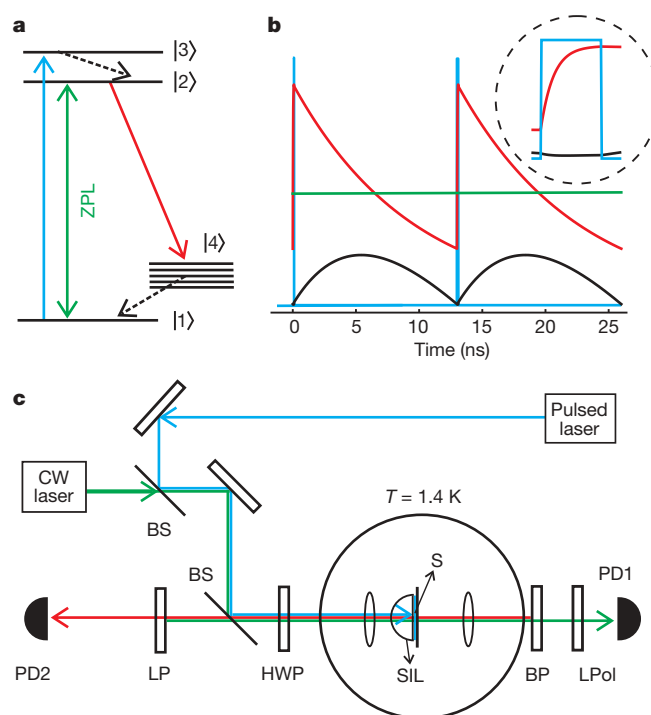 a
|3⟩
|2⟩
ZPL
|4⟩
|1⟩
b
0 5 10 15 20 25
Time (ns)
c
Pulsed
laser
CW
laser
BS
T = 1.4 K
BS
S
PD1
PD2
LP
HWP
SIL
BP
LPol